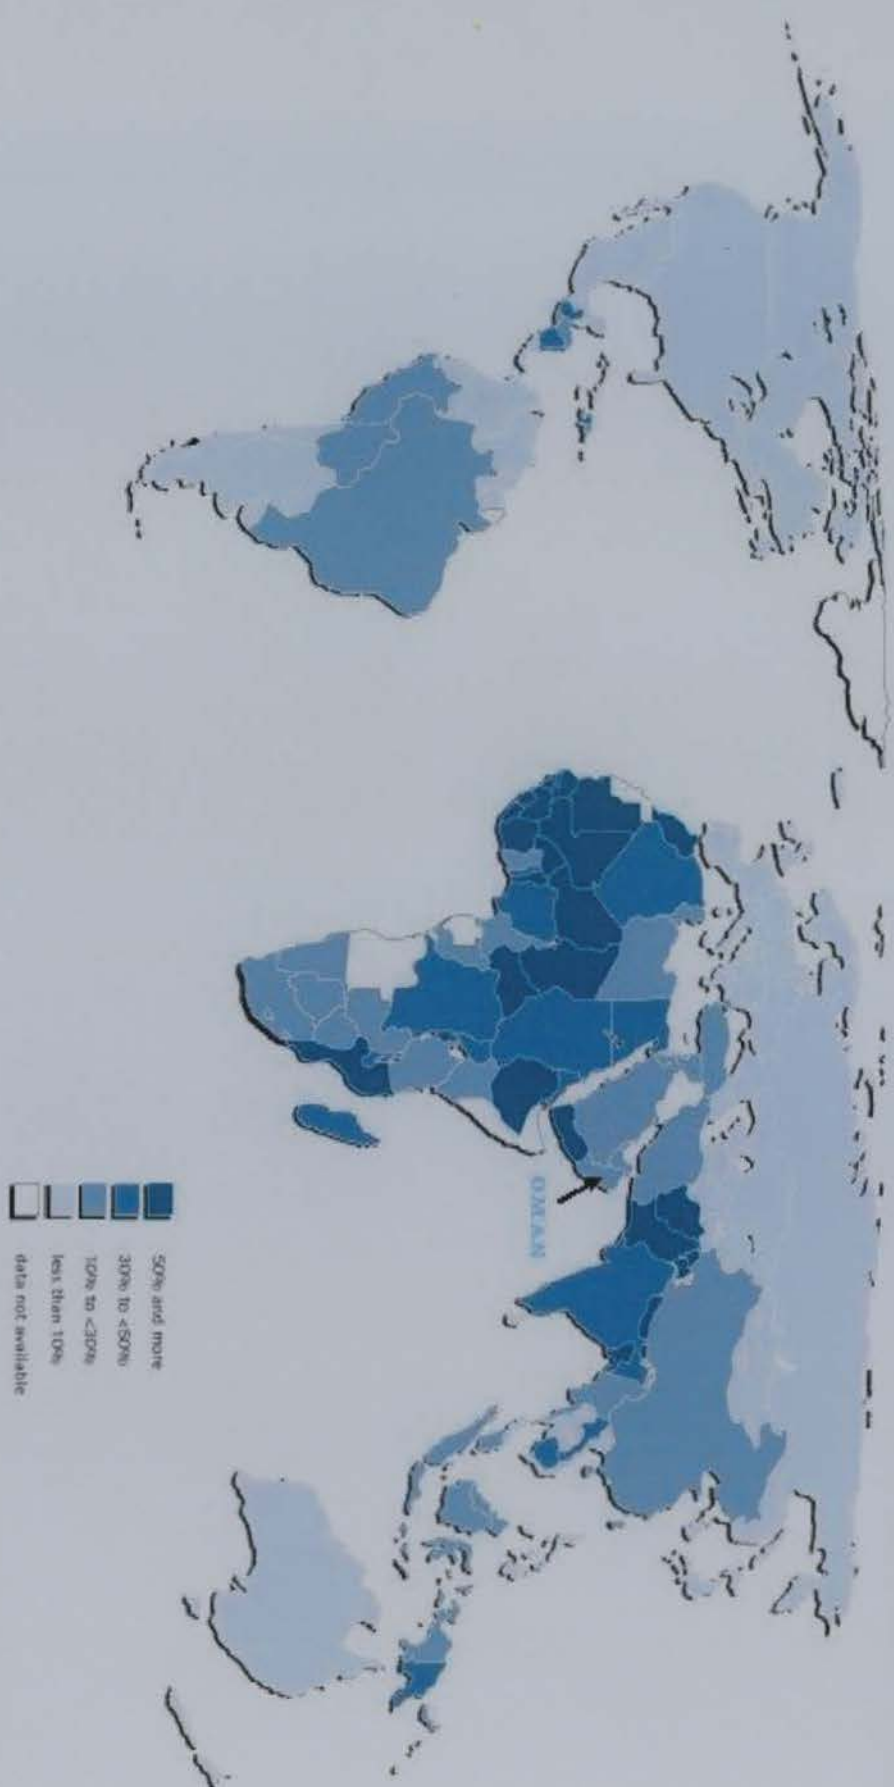 OMAN
50% and more
30% to <50%
10% to <30%
less than 10%
data not available